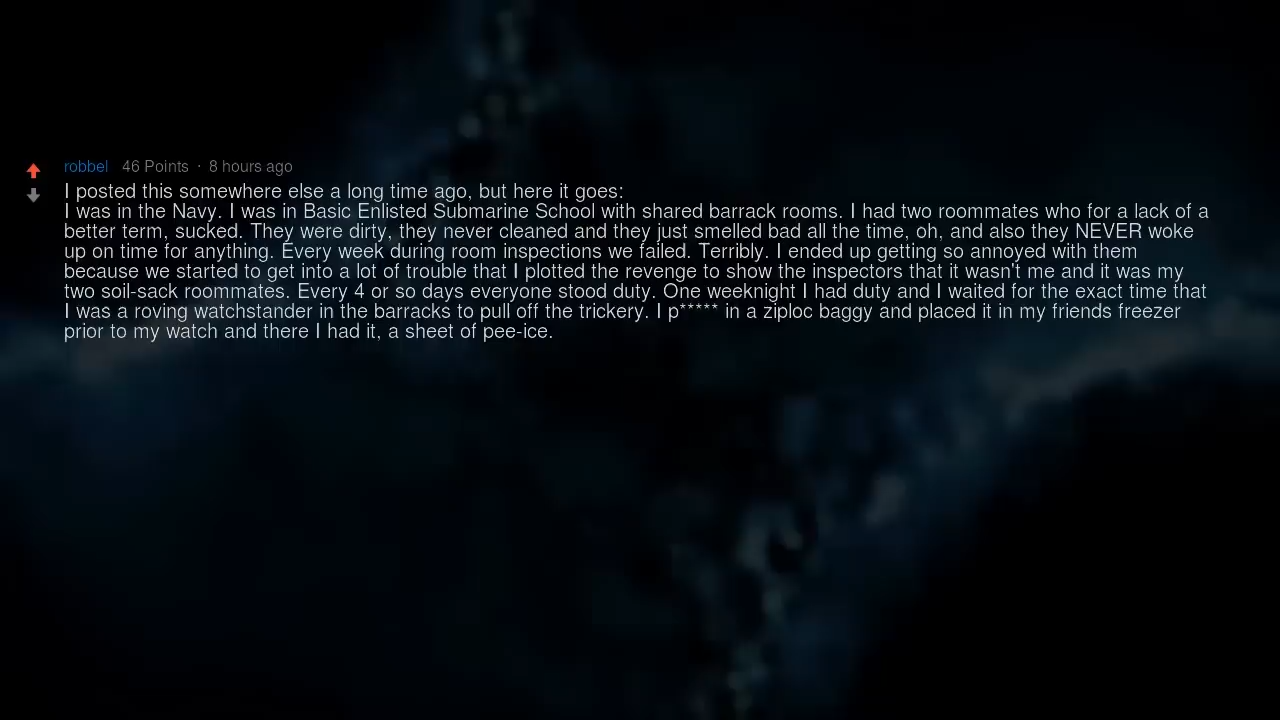 robbel 46 Points · 8 hours ago
I posted this somewhere else a long time ago, but here it goes:
I was in the Navy. I was in Basic Enlisted Submarine School with shared barrack rooms. I had two roommates who for a lack of a
better term, sucked. They were dirty, they never cleaned and they just smelled bad all the time, oh, and also they NEVER woke
up on time for anything. Every week during room inspections we failed. Terribly. I ended up getting so annoyed with them
because we started to get into a lot of trouble that I plotted the revenge to show the inspectors that it wasn't me and it was my
two soil-sack roommates. Every 4 or so days everyone stood duty. One weeknight I had duty and I waited for the exact time that
I was a roving watchstander in the barracks to pull off the trickery. I p***** in a ziploc baggy and placed it in my friends freezer
prior to my watch and there I had it, a sheet of pee-ice.